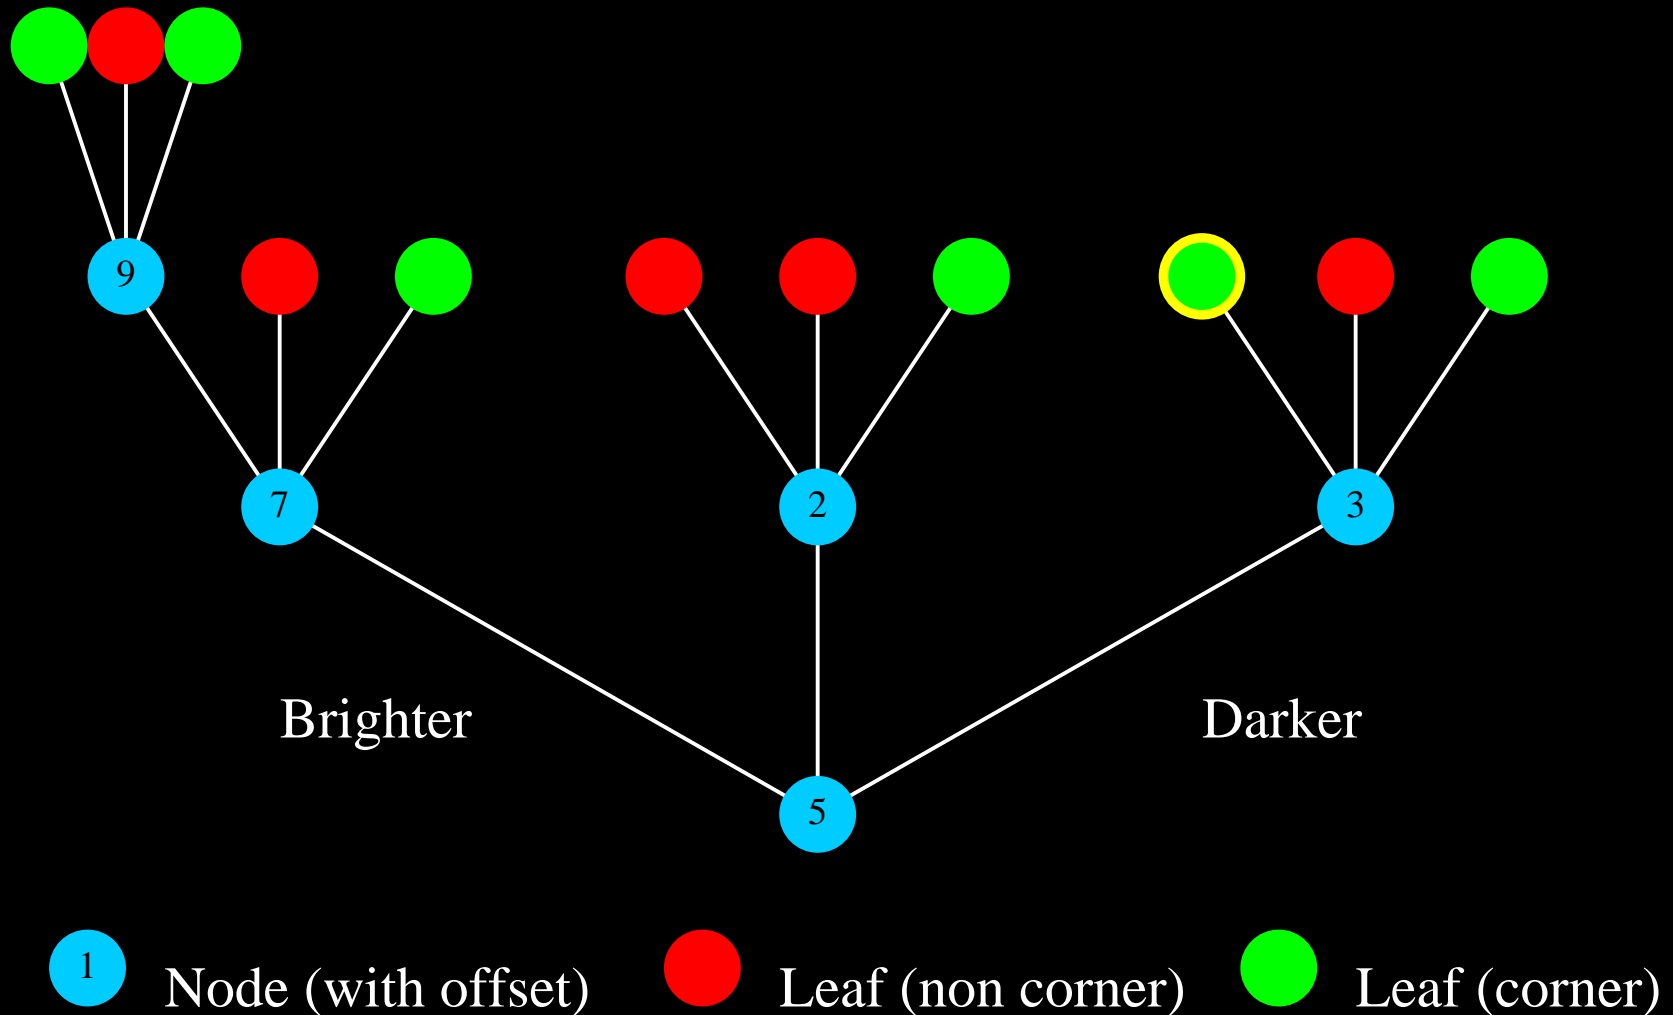 9
7
2
3
Brighter
Darker
5
1
Node (with offset)
Leaf (non corner)
Leaf (corner)